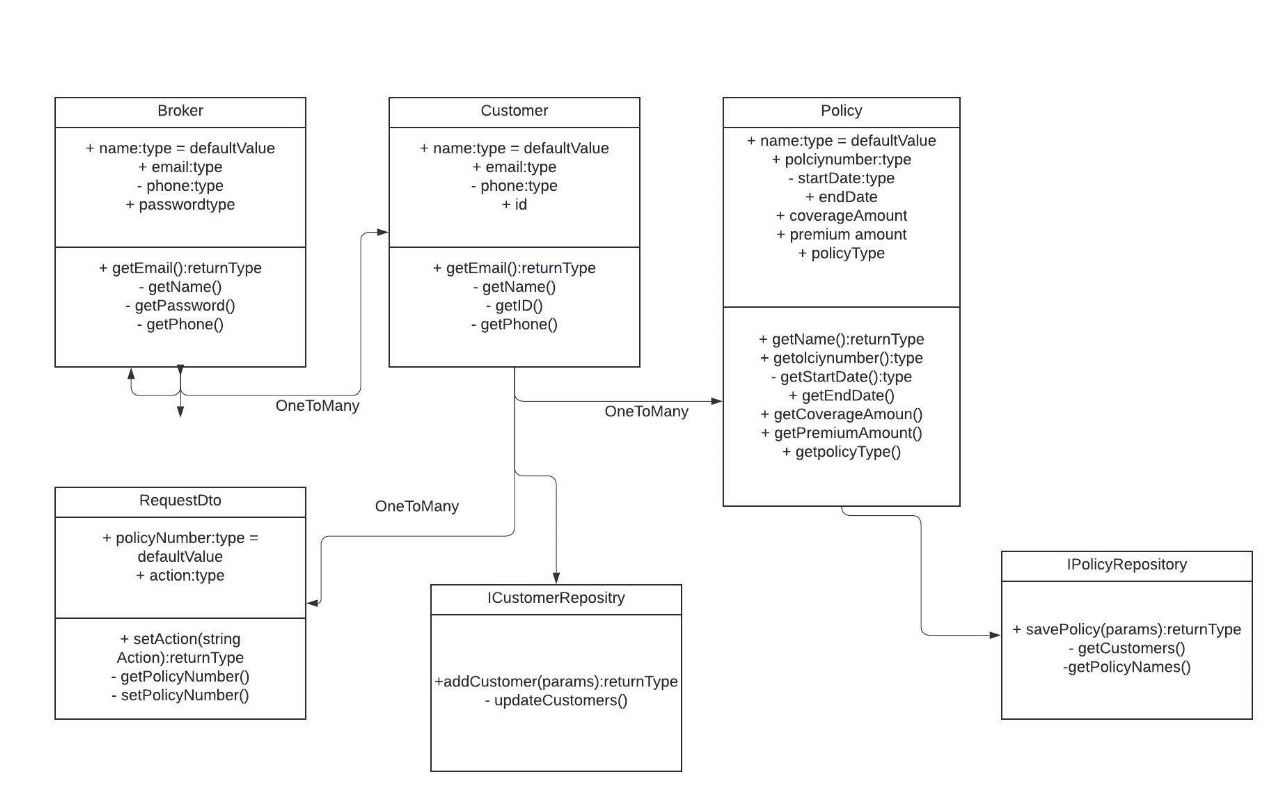 Broker
+ name:type = defaultValue
+ email:type
- phone:type
+ passwordtype
+ getEmail():returnType
- getName()
- getPassword()
- getPhone()
Customer
+ name:type = defaultValue
+ email:type
- phone:type
+ id
+ getEmail():returnType
- getName()
- getID()
- getPhone()
Policy
+ name:type = defaultValue
+ polciynumber:type
- startDate:type
+ endDate
+ coverageAmount
+ premium amount
+ policyType
+ getName():returnType
+ getolciynumber():type
- getStartDate():type
+ getEndDate()
+ getCoverageAmoun()
+ getPremiumAmount()
+ getpolicyType()
OneToMany
OneToMany
OneToMany
RequestDto
+ policyNumber:type =
defaultValue
+ action:type
+ setAction(string
Action):returnType
- getPolicyNumber()
- setPolicyNumber()
ICustomerRepositry
+addCustomer(params):returnType
- updateCustomers()
IPolicyRepository
+ savePolicy(params):returnType
- getCustomers()
-getPolicyNames()